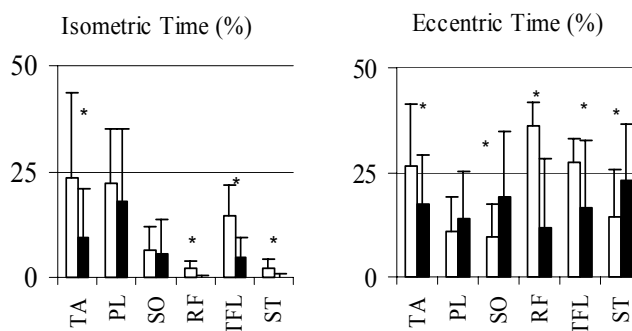 Isometric Time (%)
50
25
0
*
*
*
*
TA
PL
SO
RF
TFL
ST
Eccentric Time (%)
50
25
0
*
*
*
*
*
TA
PL
SO
RF
TFL
ST